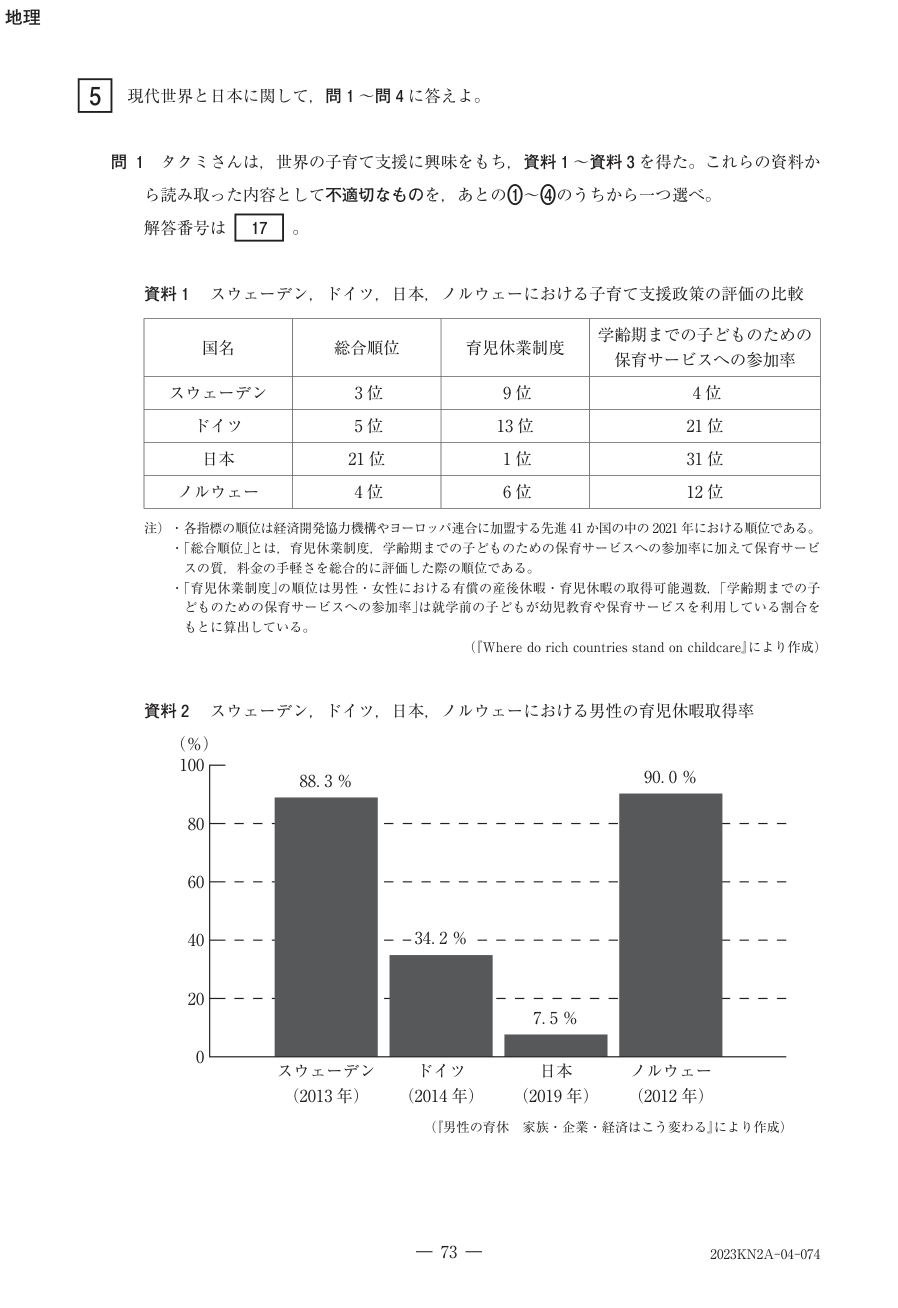 地理
5 現代世界と日本に関して，問1～問4に答えよ。
問 1 タクミさんは，世界の子育て支援に興味をもち，資料1～資料3を得た。これらの資料か
ら読み取った内容として不適切なものを，あとの①～④のうちから一つ選べ。
解答番号は 17 。
資料1 スウェーデン，ドイツ，日本，ノルウェーにおける子育て支援政策の評価の比較
国名 総合順位 育児休業制度 学齢期までの子どものための
保育サービスへの参加率
スウェーデン 3位 9位 4位
ドイツ 5位 13位 21位
日本 21位 1位 31位
ノルウェー 4位 6位 12位
注）・各指標の順位は経済開発協力機構やヨーロッパ連合に加盟する先進41か国の中の2021年における順位である。
・「総合順位」とは，育児休業制度，学齢期までの子どものための保育サービスへの参加率に加えて保育サービ
スの質，料金の手軽さを総合的に評価した際の順位である。
・「育児休業制度」の順位は男性・女性における有償の産後休暇・育児休暇の取得可能週数，「学齢期までの子
どものための保育サービスへの参加率」は就学前の子どもが幼児教育や保育サービスを利用している割合を
もとに算出している。
（『Where do rich countries stand on childcare』により作成）
資料2 スウェーデン，ドイツ，日本，ノルウェーにおける男性の育児休暇取得率
（％）
100
80
60
40
20
0
88.3 %
34.2 %
7.5 %
90.0 %
スウェーデン ドイツ 日本 ノルウェー
（2013年） （2014年） （2019年） （2012年）
（『男性の育休 家族・企業・経済はこう変わる』により作成）
― 73 ―
2023KN2A-04-074